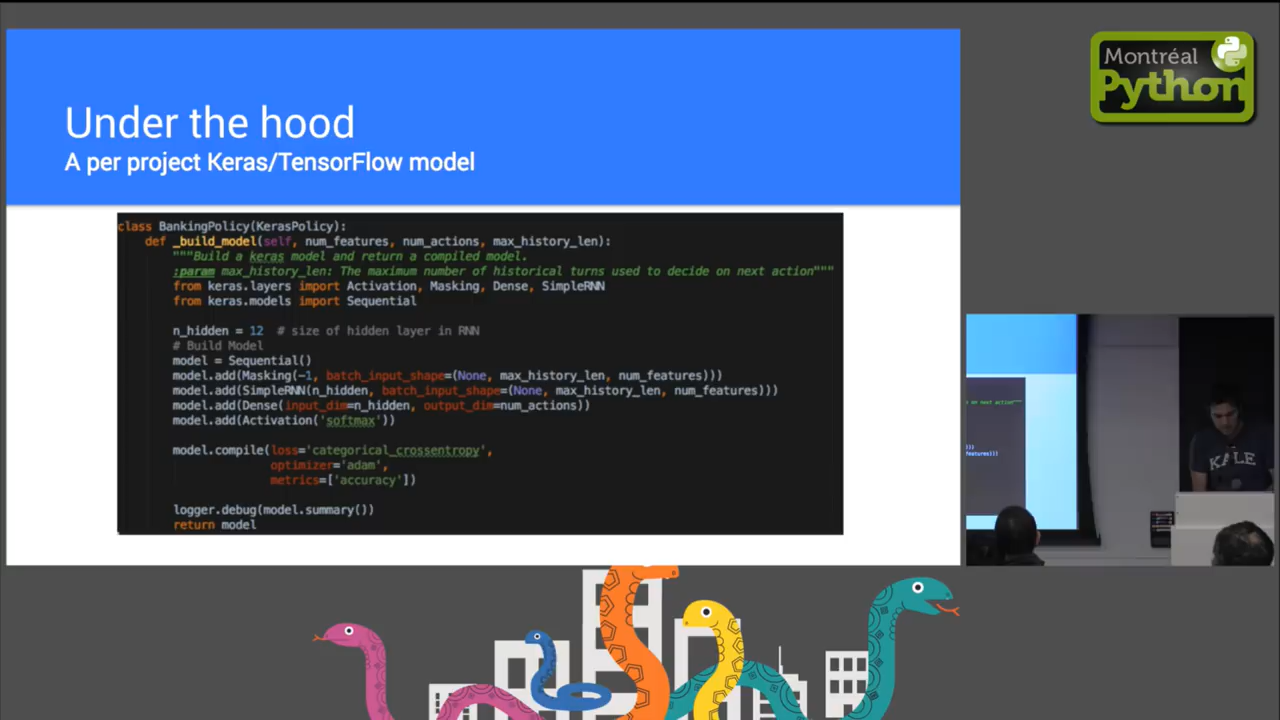 Under the hood
A per project Keras/TensorFlow model
class BankingPolicy(KerasPolicy):
def _build_model(self, num_features, num_actions, max_history_len):
"""Build a keras model and return a compiled model.
:param max_history_len: The maximum number of historical turns used to decide on next action"""
from keras.layers import Activation, Masking, Dense, SimpleRNN
from keras.models import Sequential
n_hidden = 12 # size of hidden layer in RNN
# Build Model
model = Sequential()
model.add(Masking(-1, batch_input_shape=(None, max_history_len, num_features)))
model.add(SimpleRNN(n_hidden, batch_input_shape=(None, max_history_len, num_features)))
model.add(Dense(input_dim=n_hidden, output_dim=num_actions))
model.add(Activation('softmax'))
model.compile(loss='categorical_crossentropy',
optimizer='adam',
metrics=['accuracy'])
logger.debug(model.summary())
return model
Montréal
Python
on next action"""
)))
features)))